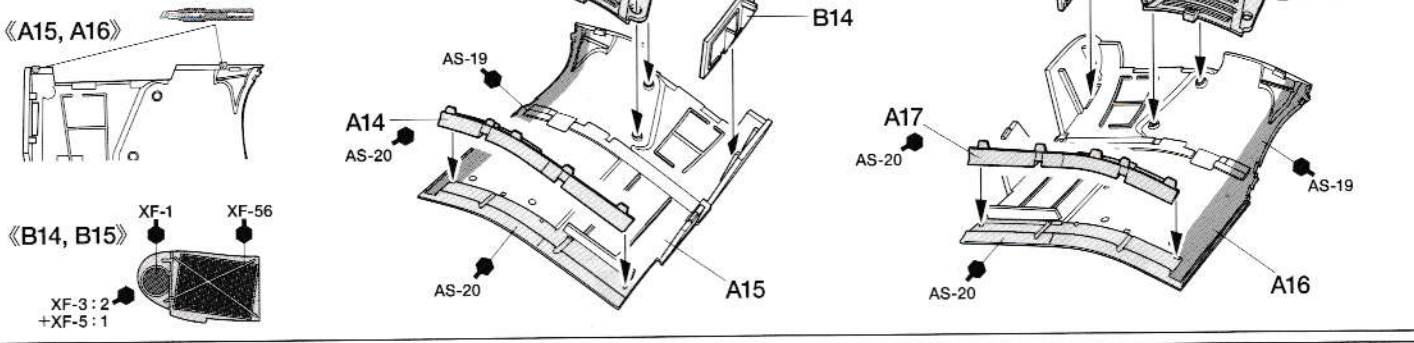 《A15, A16》
《B14, B15》
XF-1
XF-56
XF-3 : 2
+XF-5 : 1
B14
AS-19
A14
AS-20
AS-20
A15
A17
AS-20
AS-19
AS-20
A16